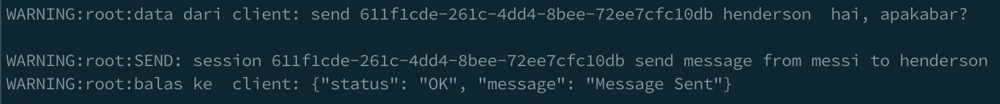 WARNING:root:data dari client: send 611f1cde-261c-4dd4-8bee-72ee7cfc10db henderson  hai, apakabar?
WARNING:root:SEND: session 611f1cde-261c-4dd4-8bee-72ee7cfc10db send message from messi to henderson
WARNING:root:balas ke  client: {"status": "OK", "message": "Message Sent"}